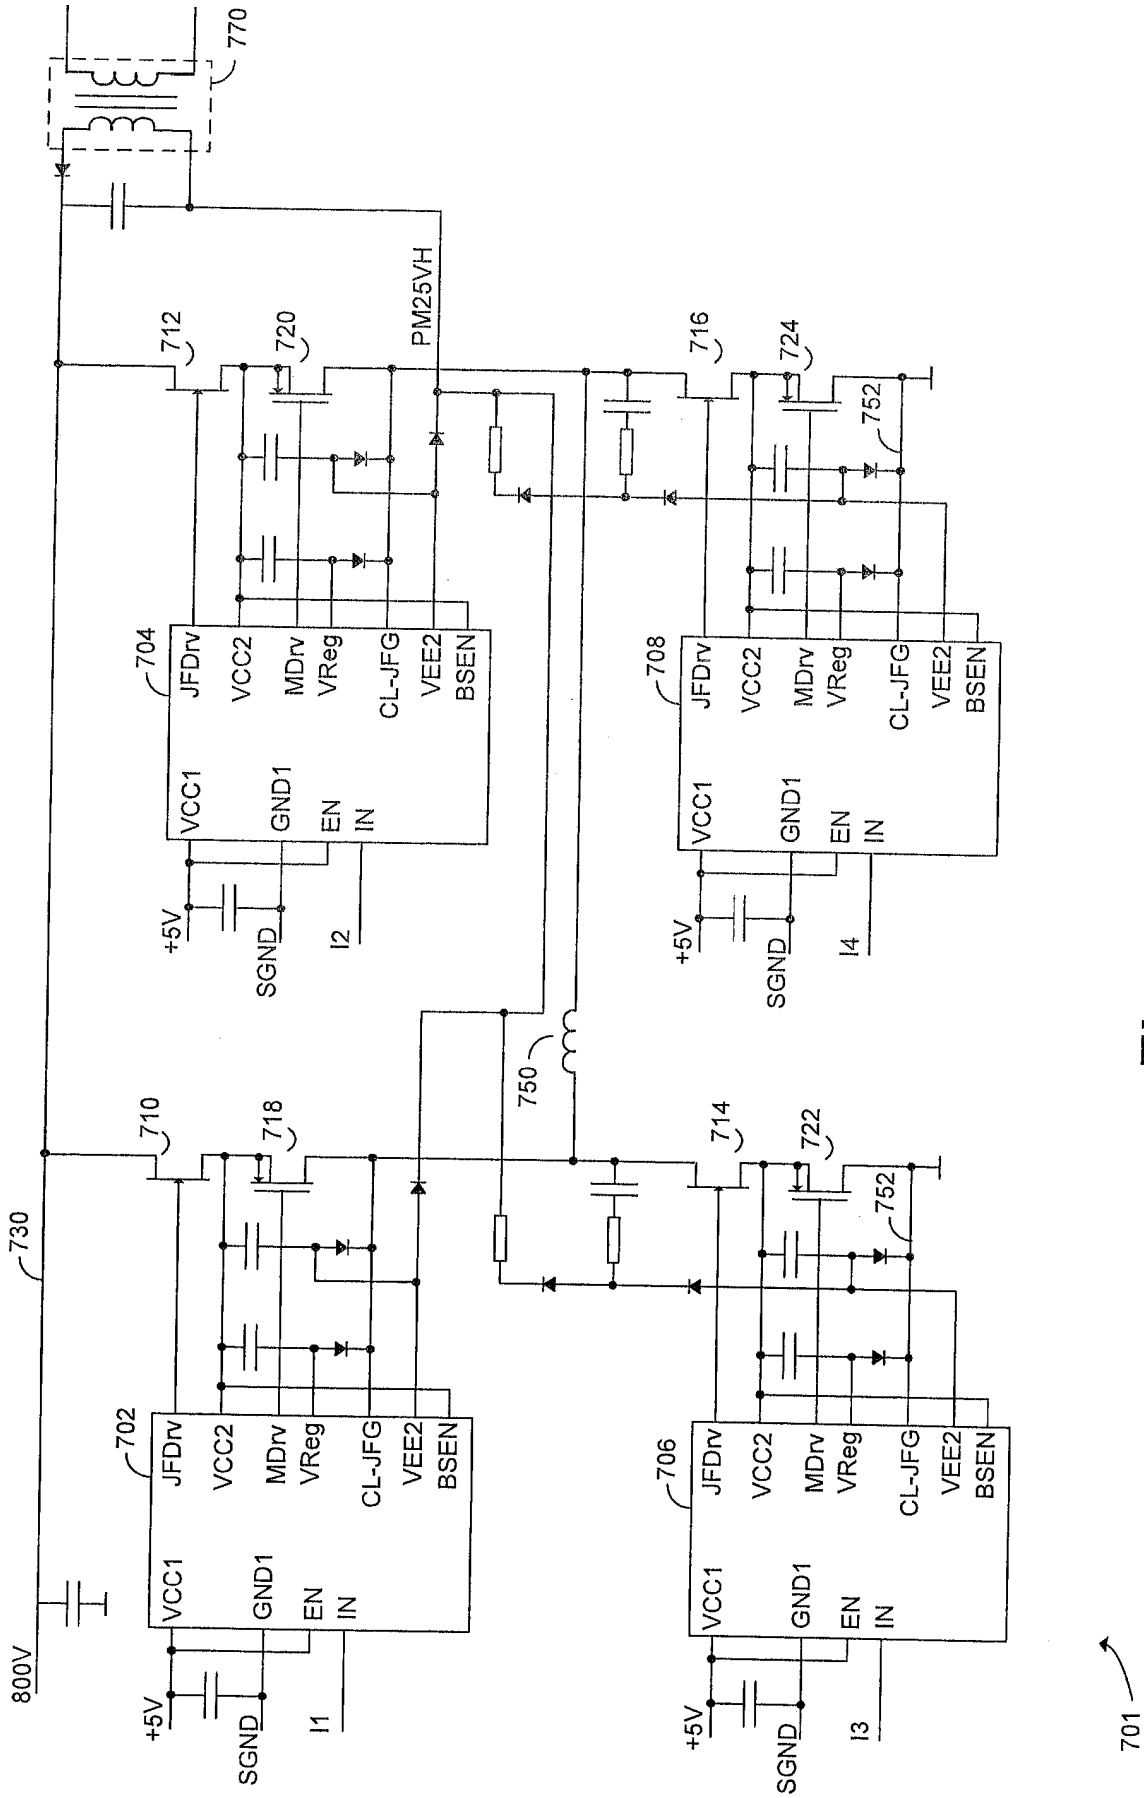 800V
730
770
+5V
SGND
I1
VCC1
GND1
EN
IN
702
JFDrv
VCC2
MDrv
VReg
CL-JFG
VEE2
BSEN
710
718
+5V
SGND
I2
VCC1
GND1
EN
IN
704
JFDrv
VCC2
MDrv
VReg
CL-JFG
VEE2
BSEN
712
720
PM25VH
750
+5V
SGND
I3
VCC1
GND1
EN
IN
706
JFDrv
VCC2
MDrv
VReg
CL-JFG
VEE2
BSEN
714
722
752
+5V
SGND
I4
VCC1
GND1
EN
IN
708
JFDrv
VCC2
MDrv
VReg
CL-JFG
VEE2
BSEN
716
724
752
701